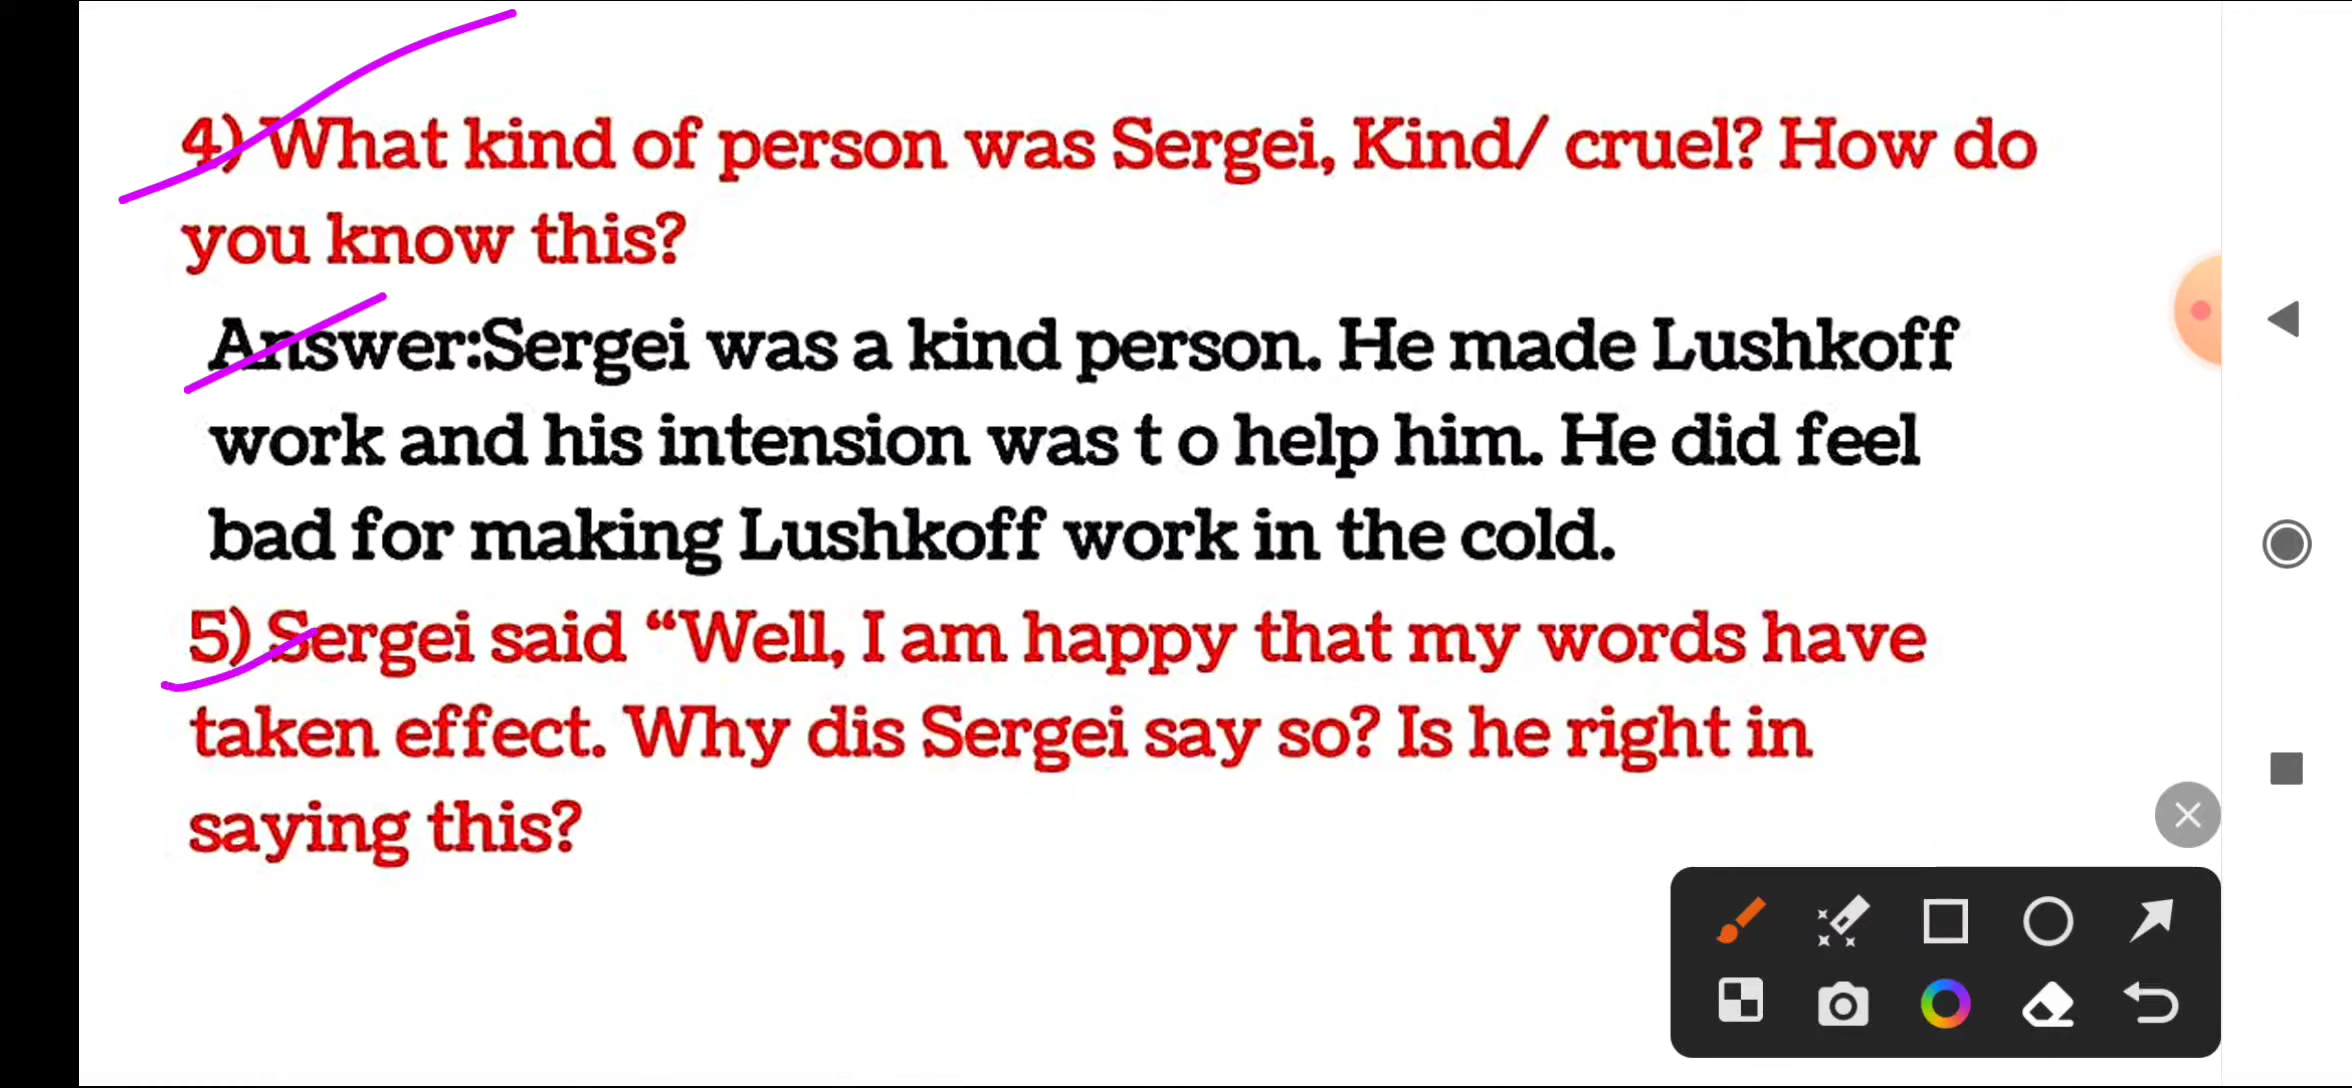 4) What kind of person was Sergei, Kind/ cruel? How do
you know this?
Answer:Sergei was a kind person. He made Lushkoff
work and his intension was t o help him. He did feel
bad for making Lushkoff work in the cold.
5) Sergei said “Well, I am happy that my words have
taken effect. Why dis Sergei say so? Is he right in
saying this?